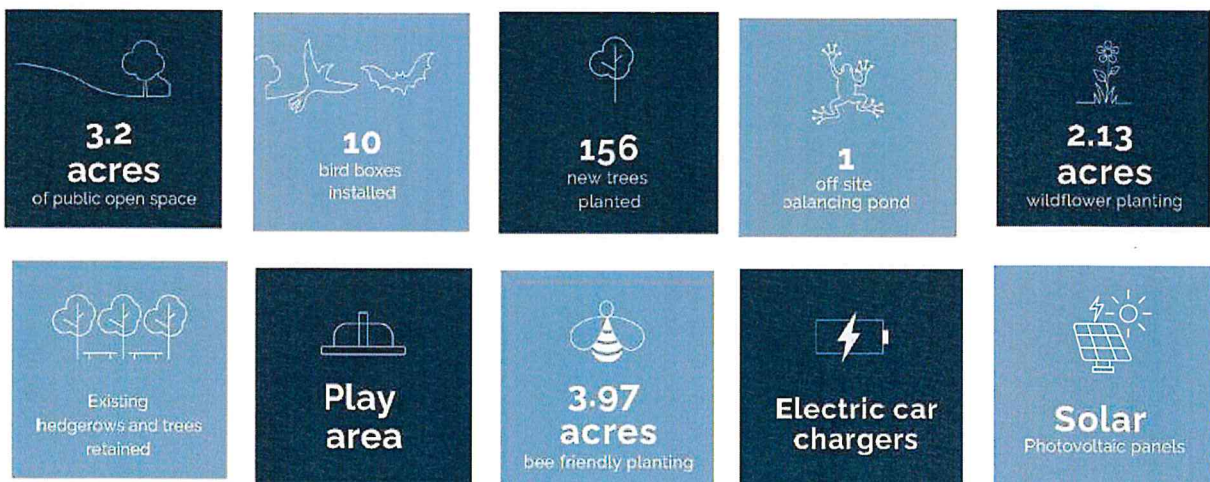 3.2
acres
of public open space
10
bird boxes
installed
156
new trees
planted
1
off site
balancing pond
2.13
acres
wildflower planting
Existing
hedgerows and trees
retained
Play
area
3.97
acres
bee friendly planting
Electric car
chargers
Solar
Photovoltaic panels